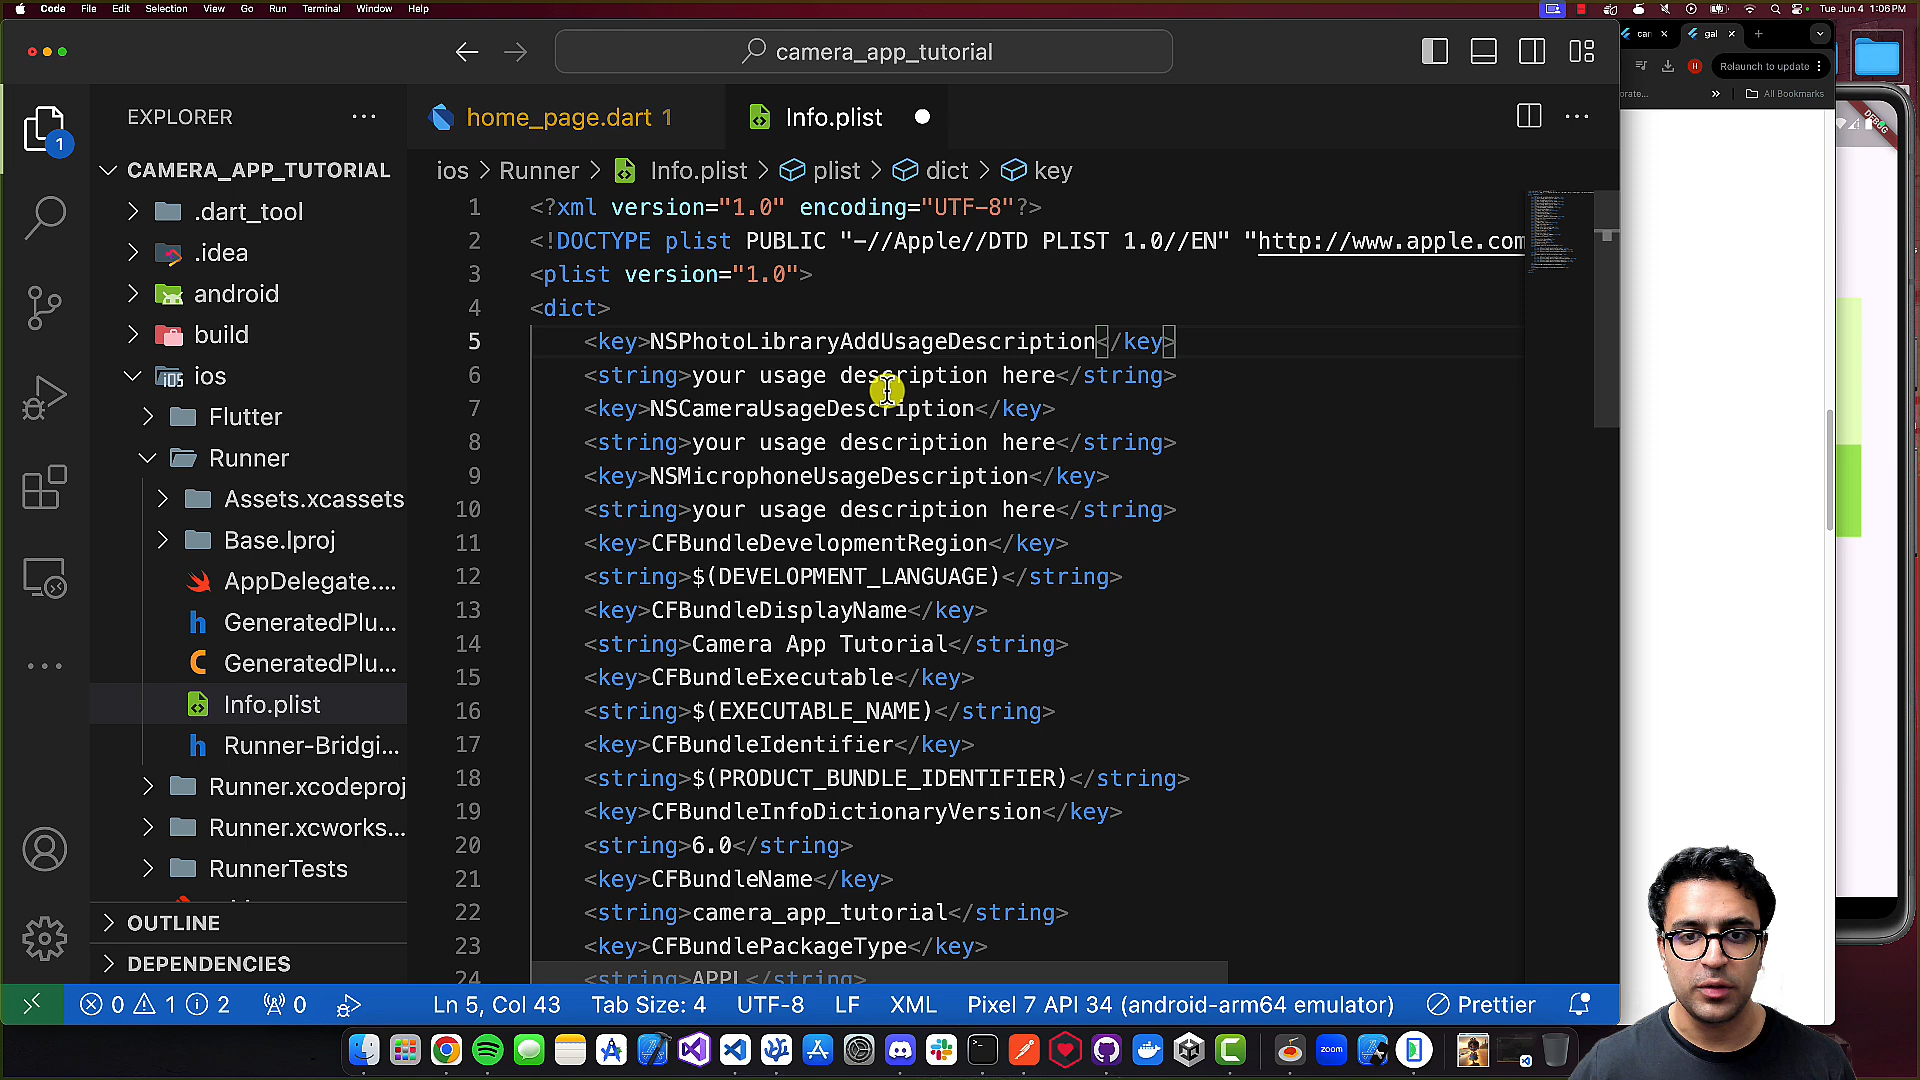 Code File Edit Selection View Go Run Terminal Window Help
Tue Jun 4 1:06 PM
camera_app_tutorial
gal
Relaunch to update
All Bookmarks
DEBUG
EXPLORER
home_page.dart 1
Info.plist
1
ios > Runner > Info.plist > plist > dict > key
CAMERA_APP_TUTORIAL
.dart_tool
.idea
android
build
ios
Flutter
Runner
Assets.xcassets
Base.lproj
AppDelegate....
GeneratedPlu...
GeneratedPlu...
Info.plist
Runner-Bridgi...
Runner.xcodeproj
Runner.xcworks...
RunnerTests
OUTLINE
DEPENDENCIES
1 <?xml version="1.0" encoding="UTF-8"?>
2 <!DOCTYPE plist PUBLIC "-//Apple//DTD PLIST 1.0//EN" "http://www.apple.com
3 <plist version="1.0">
4 <dict>
5 <key>NSPhotoLibraryAddUsageDescription</key>
6 <string>your usage description here</string>
7 <key>NSCameraUsageDescription</key>
8 <string>your usage description here</string>
9 <key>NSMicrophoneUsageDescription</key>
10 <string>your usage description here</string>
11 <key>CFBundleDevelopmentRegion</key>
12 <string>$(DEVELOPMENT_LANGUAGE)</string>
13 <key>CFBundleDisplayName</key>
14 <string>Camera App Tutorial</string>
15 <key>CFBundleExecutable</key>
16 <string>$(EXECUTABLE_NAME)</string>
17 <key>CFBundleIdentifier</key>
18 <string>$(PRODUCT_BUNDLE_IDENTIFIER)</string>
19 <key>CFBundleInfoDictionaryVersion</key>
20 <string>6.0</string>
21 <key>CFBundleName</key>
22 <string>camera_app_tutorial</string>
23 <key>CFBundlePackageType</key>
24 <string>APPL</string>
0 1 2 0 Ln 5, Col 43 Tab Size: 4 UTF-8 LF XML Pixel 7 API 34 (android-arm64 emulator) Prettier
zoom